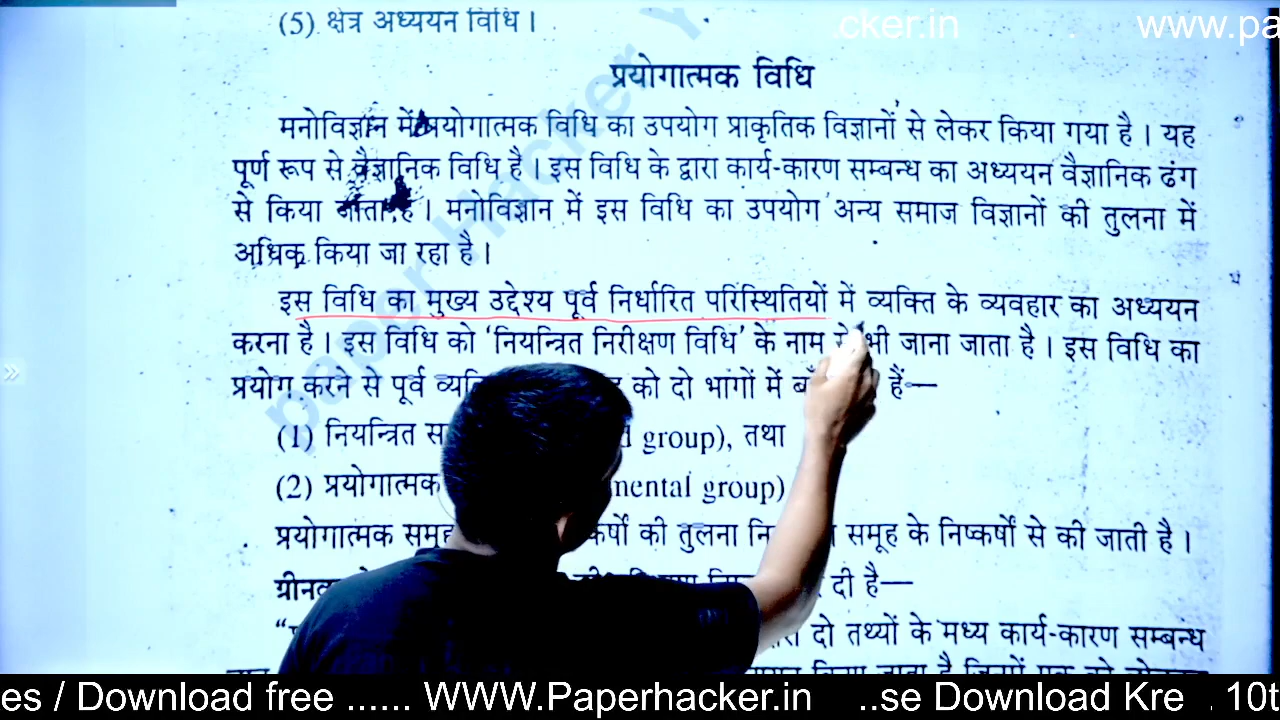 (5) क्षेत्र अध्ययन विधि ।
cker.in www.pa
प्रयोगात्मक विधि
मनोविज्ञान में प्रयोगात्मक विधि का उपयोग प्राकृतिक विज्ञानों से लेकर किया गया है । यह
पूर्ण रूप से वैज्ञानिक विधि है । इस विधि के द्वारा कार्य-कारण सम्बन्ध का अध्ययन वैज्ञानिक ढंग
से किया जाता है । मनोविज्ञान में इस विधि का उपयोग अन्य समाज विज्ञानों की तुलना में
अधिक किया जा रहा है ।
इस विधि का मुख्य उद्देश्य पूर्व निर्धारित परिस्थितियों में व्यक्ति के व्यवहार का अध्ययन
करना है । इस विधि को 'नियन्त्रित निरीक्षण विधि' के नाम से भी जाना जाता है । इस विधि का
प्रयोग करने से पूर्व को दो भागों में हैं—
(1) नियन्त्रित group), तथा
(2) प्रयोगात्मक mental group)
प्रयोगात्मक समूह की तुलना समूह के निष्कर्षों से की जाती है ।
दी है—
दो तथ्यों के मध्य कार्य-कारण सम्बन्ध
paper Hacker Y
es / Download free ...... WWW.Paperhacker.in ..se Download Kre . 10t